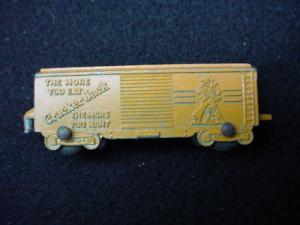 THE MORE
YOU EAT
Cracker Jack
THE MORE
YOU WANT